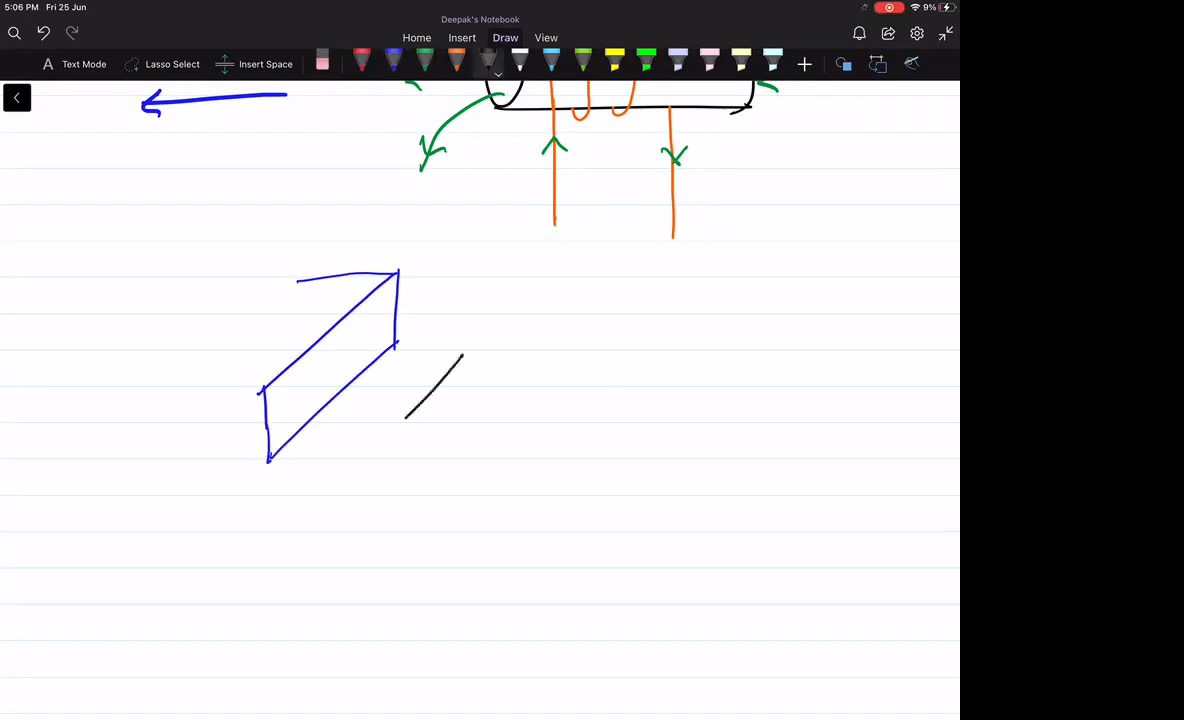 5:06 PM Fri 25 Jun
9%
Deepak's Notebook
Home Insert Draw View
Text Mode Lasso Select Insert Space